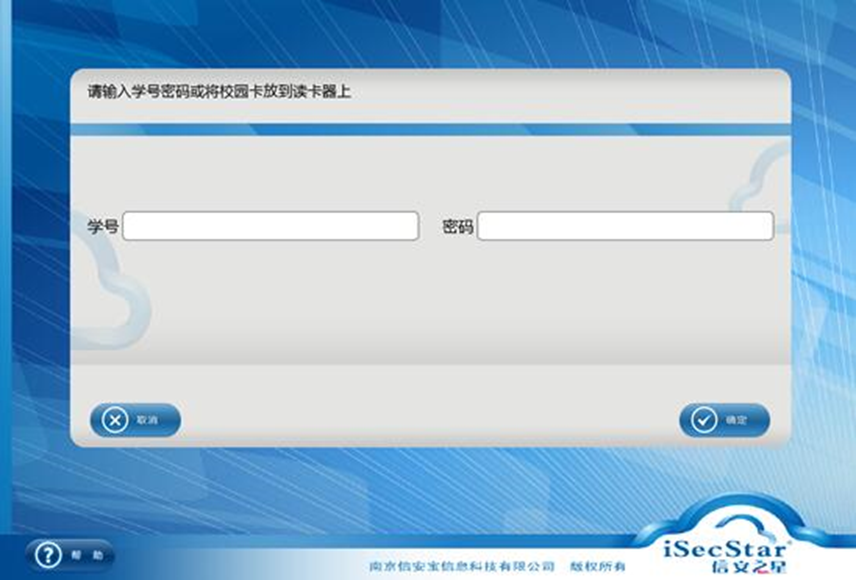 请输入学号密码或将校园卡放到读卡器上
学号
密码
取消
确定
帮 助
南京信安宝信息科技有限公司 版权所有
iSecStar
信安之星